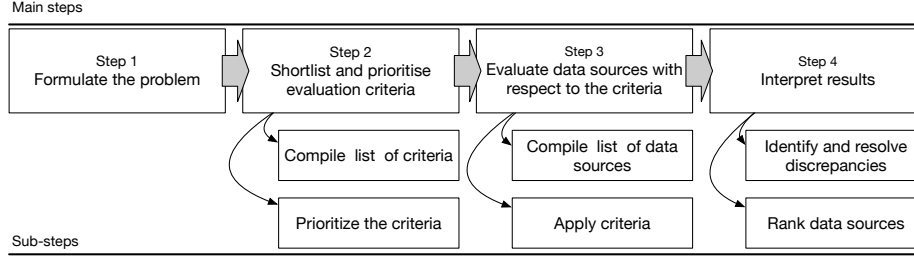 Main steps
Step 1
Formulate the problem
Step 2
Shortlist and prioritise
evaluation criteria
Step 3
Evaluate data sources with
respect to the criteria
Step 4
Interpret results
Compile list of criteria
Compile list of data
sources
Identify and resolve
discrepancies
Prioritize the criteria
Apply criteria
Rank data sources
Sub-steps